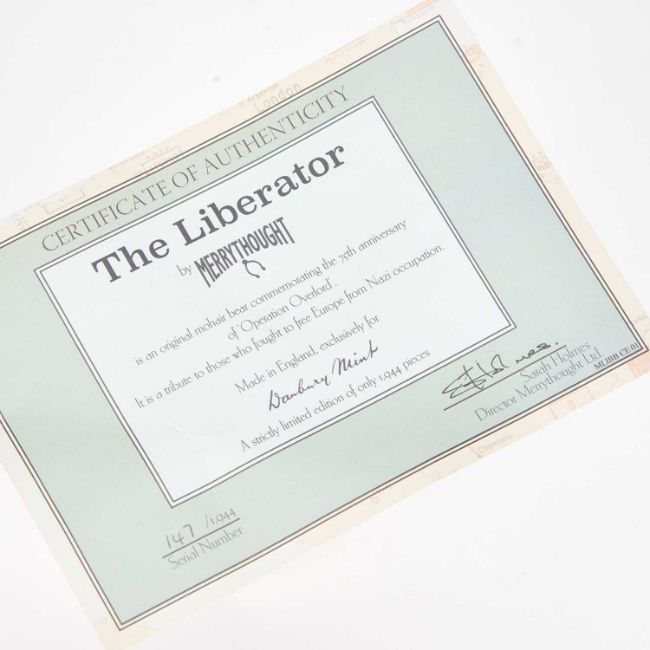 London
CERTIFICATE OF AUTHENTICITY
The Liberator
by MERRYTHOUGHT
is an original mohair bear commemorating the 75th anniversary
of 'Operation Overlord'.
It is a tribute to those who fought to free Europe from Nazi occupation.
Made in England, exclusively for
Danbury Mint
A strictly limited edition of only 1,944 pieces
Sarah Holmes
Director Merrythought Ltd
MLIBB CE.01
147 /1,944
Serial Number